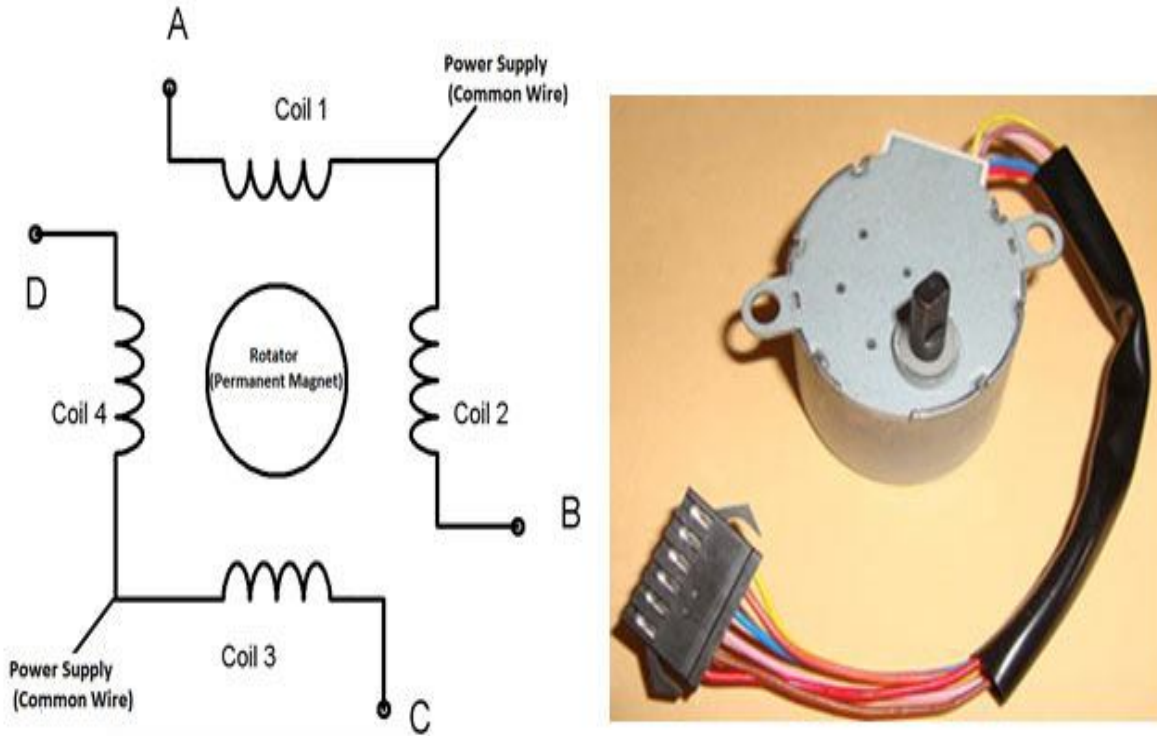 A
Power Supply
(Common Wire)
Coil 1
D
Rotator
(Permanent Magnet)
Coil 4
Coil 2
B
Coil 3
Power Supply
(Common Wire)
C